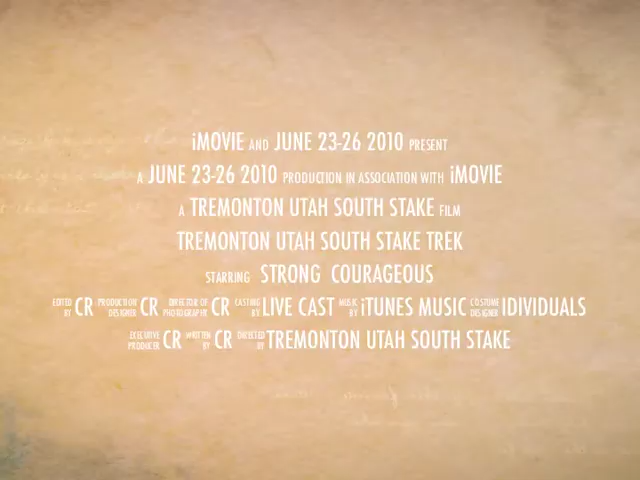 iMOVIE AND JUNE 23-26 2010 PRESENT
A JUNE 23-26 2010 PRODUCTION IN ASSOCIATION WITH iMOVIE
A TREMONTON UTAH SOUTH STAKE FILM
TREMONTON UTAH SOUTH STAKE TREK
STARRING STRONG COURAGEOUS
EDITED BY CR PRODUCTION DESIGNER CR DIRECTOR OF PHOTOGRAPHY CR CASTING BY LIVE CAST MUSIC BY iTUNES MUSIC COSTUME DESIGNER IDIVIDUALS
EXECUTIVE PRODUCER CR WRITTEN BY CR DIRECTED BY TREMONTON UTAH SOUTH STAKE